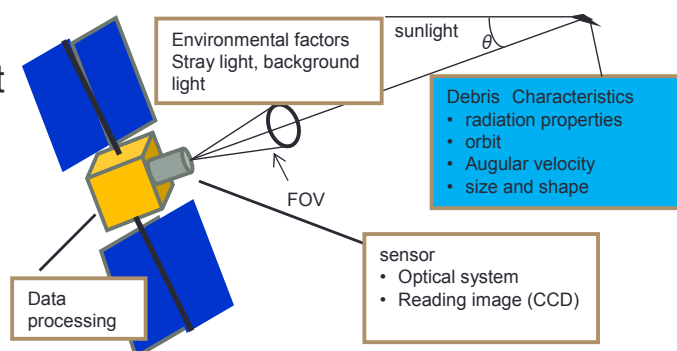 t
Environmental factors
Stray light, background
light
sunlight
θ
Debris Characteristics
• radiation properties
• orbit
• Augular velocity
• size and shape
FOV
sensor
• Optical system
• Reading image (CCD)
Data
processing